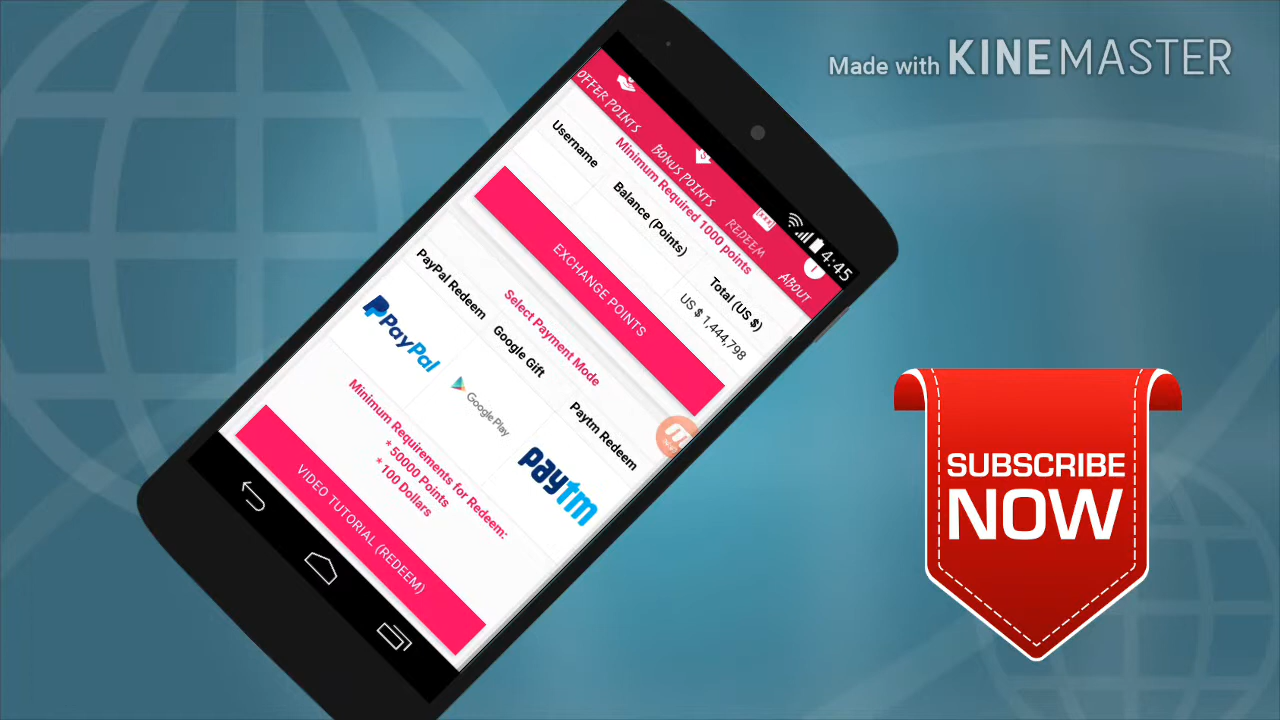 Made with KINEMASTER
OFFER POINTS
BONUS POINTS
REDEEM
ABOUT
4:45
Minimum Required 1000 points
Username
Balance (Points)
Total (US $)
US $ 1,444,798
EXCHANGE POINTS
Select Payment Mode
PayPal Redeem
Google Gift
Paytm Redeem
PayPal
Google Play
paytm
Minimum Requirements for Redeem:
* 50000 Points
* 100 Dollars
VIDEO TUTORIAL (REDEEM)
SUBSCRIBE
NOW